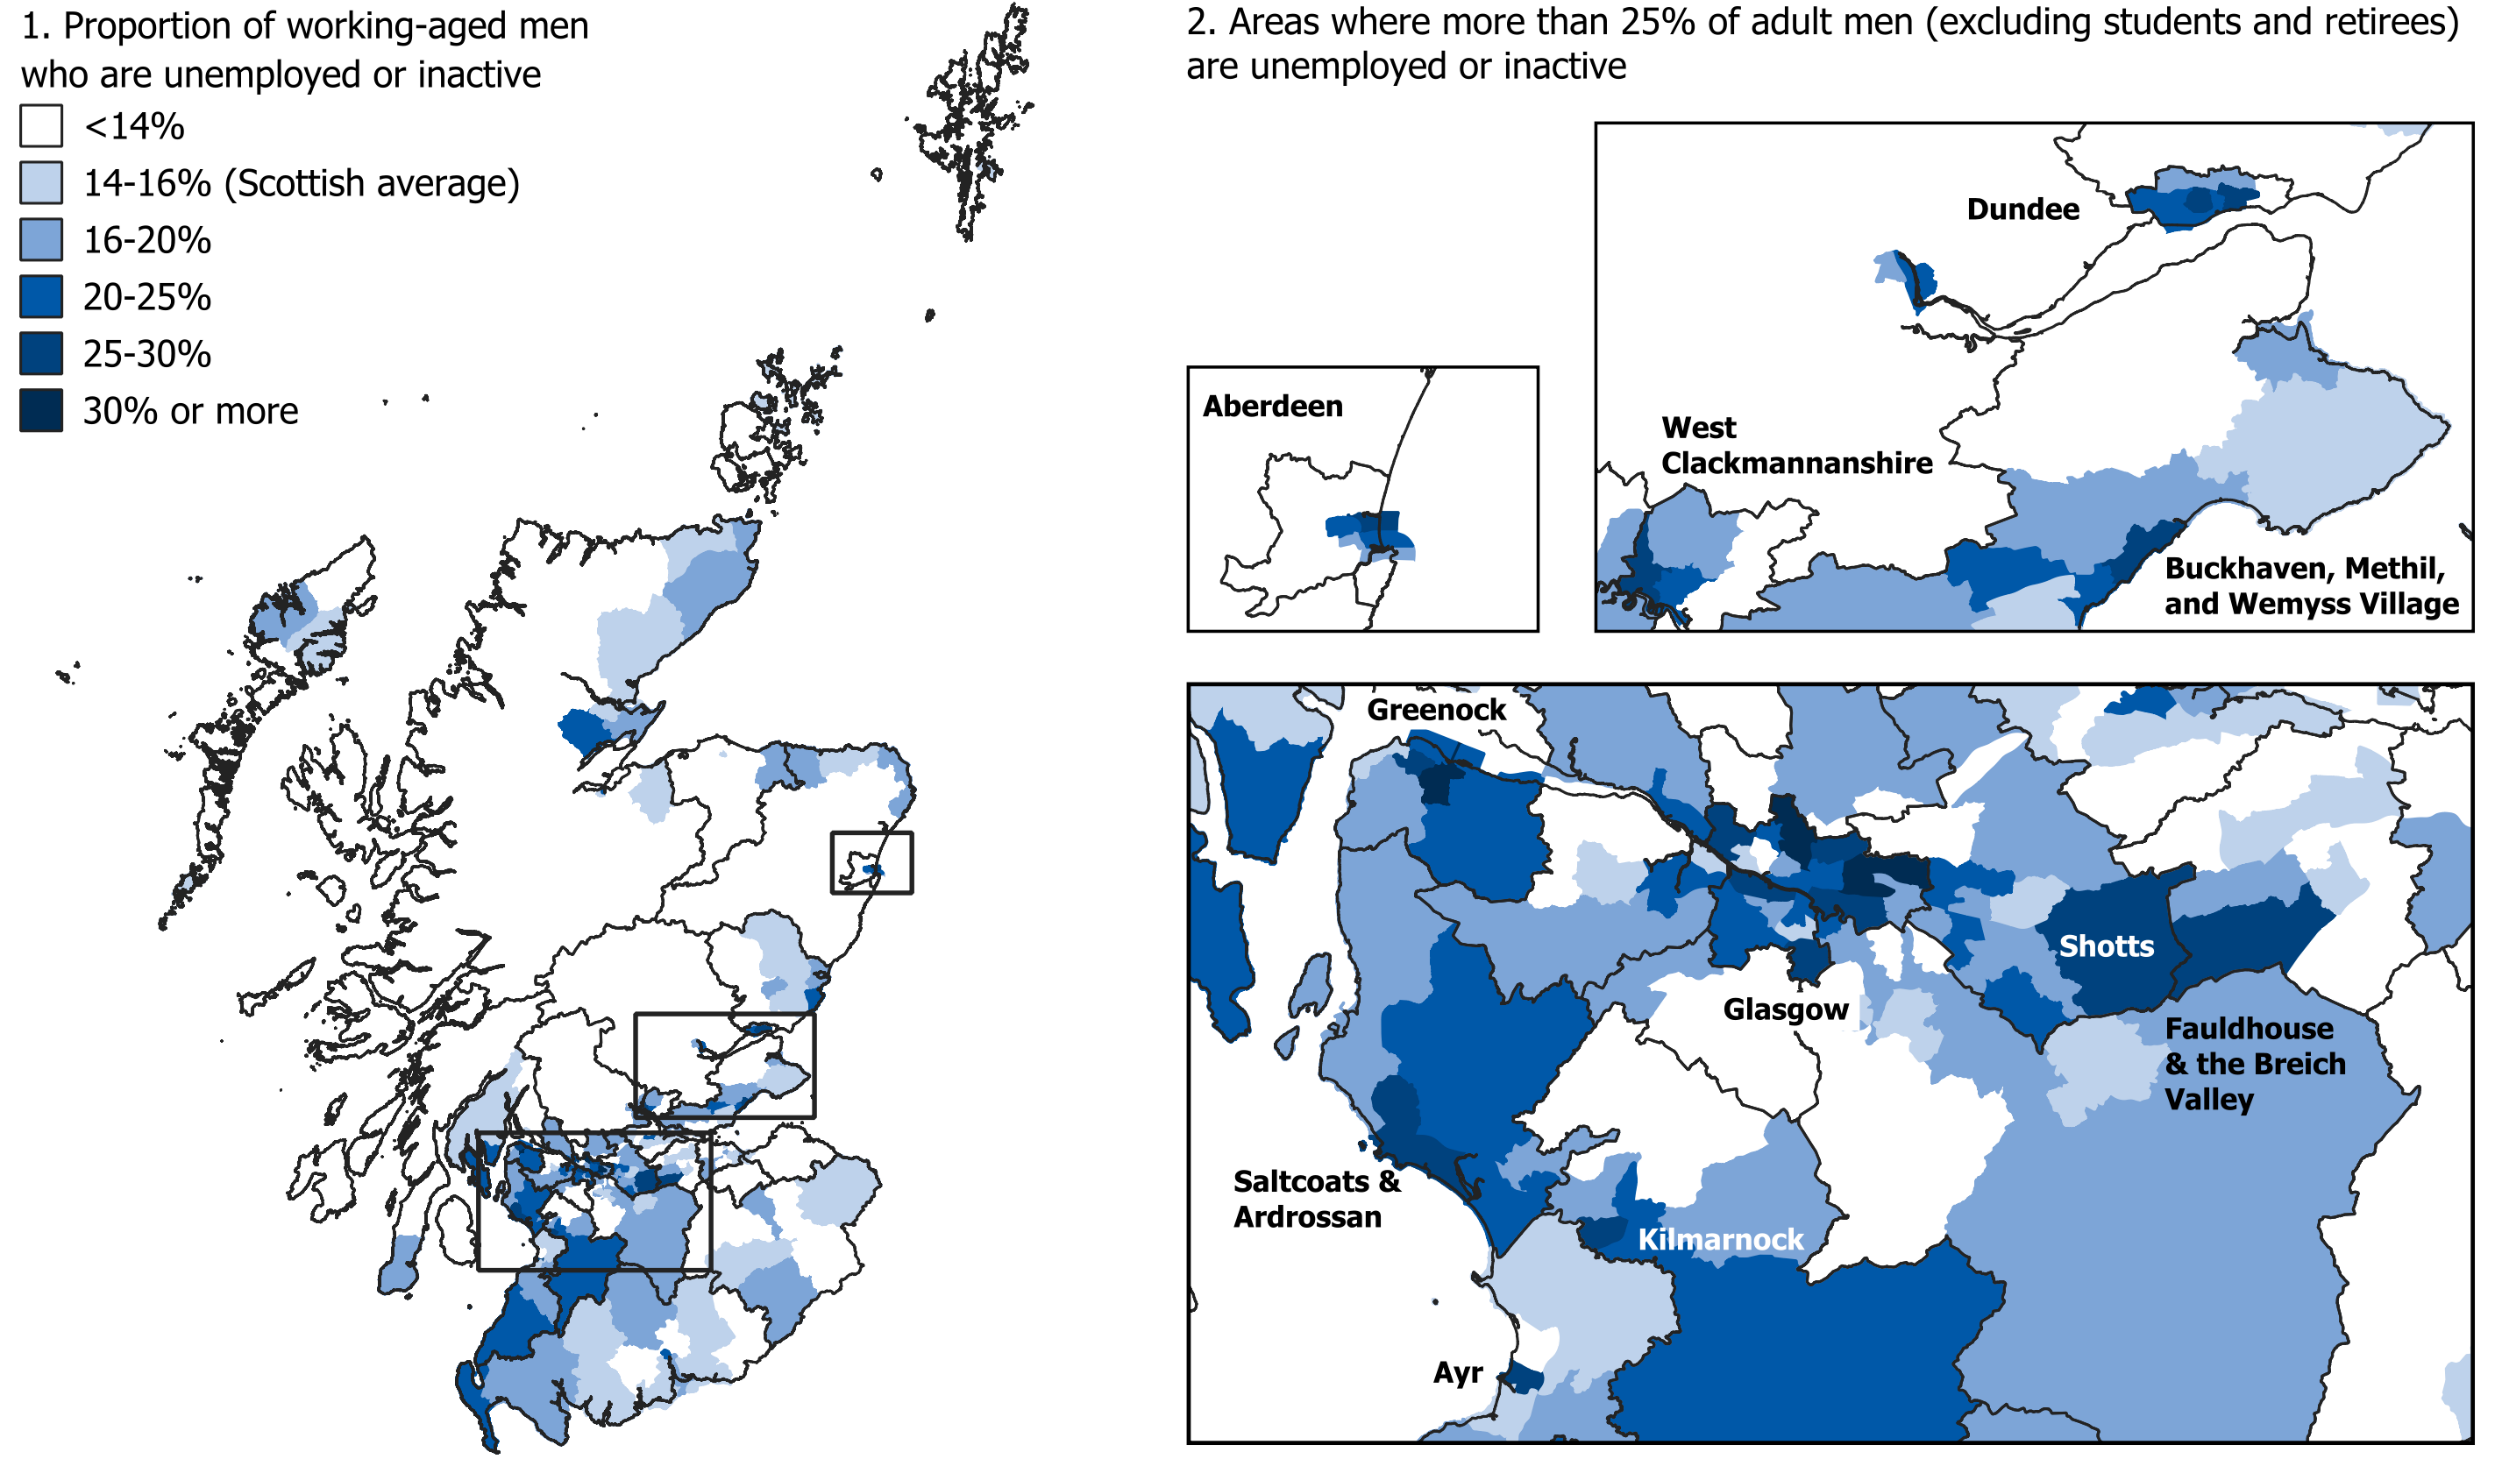 1. Proportion of working-aged men
who are unemployed or inactive
<14%
14-16% (Scottish average)
16-20%
20-25%
25-30%
30% or more
2. Areas where more than 25% of adult men (excluding students and retirees)
are unemployed or inactive
Aberdeen
Dundee
West
Clackmannanshire
Buckhaven, Methil,
and Wemyss Village
Greenock
Shotts
Glasgow
Fauldhouse
& the Breich
Valley
Saltcoats &
Ardrossan
Kilmarnock
Ayr